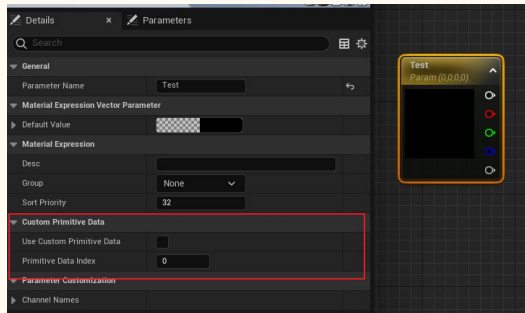 Details × Parameters
Search
General
Parameter Name Test
Material Expression Vector Parameter
Default Value
Material Expression
Desc
Group None
Sort Priority 32
Custom Primitive Data
Use Custom Primitive Data
Primitive Data Index 0
Parameter Customization
Channel Names
Test
Param (0,0,0,0)